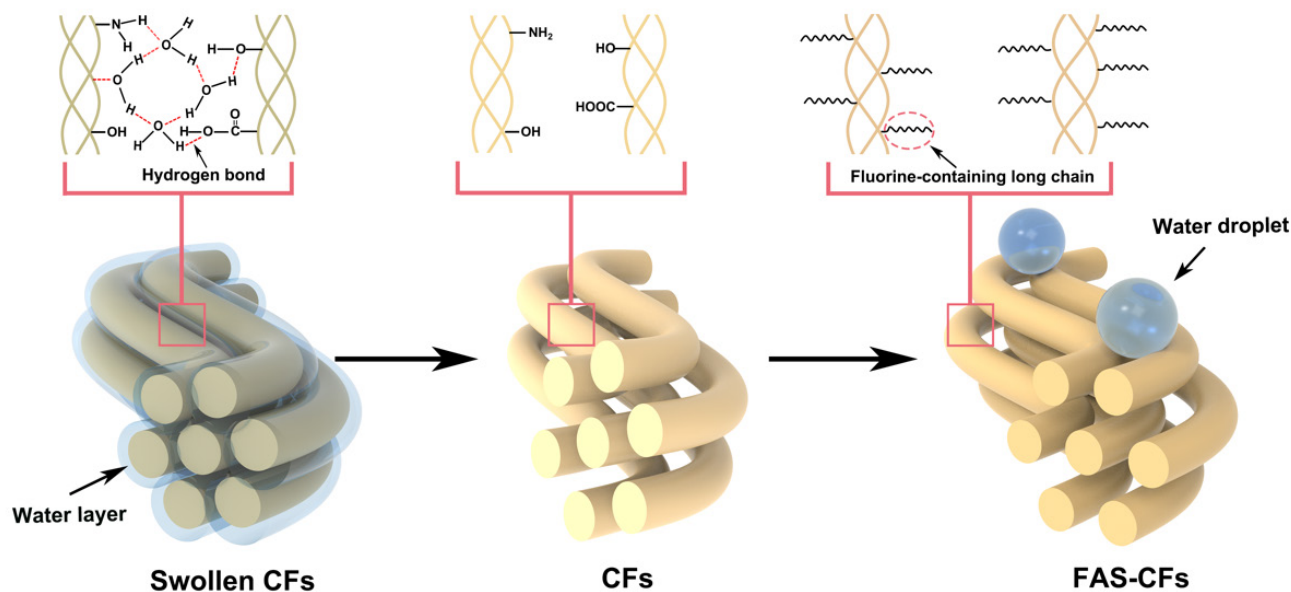 N
H
H
H
O
H
H
O
H
O
H
O
H
H
O
H
OH
H
O
H
H
O
C
O
Hydrogen bond
NH₂
HO
HOOC
OH
Fluorine-containing long chain
Water droplet
Water layer
Swollen CFs
CFs
FAS-CFs